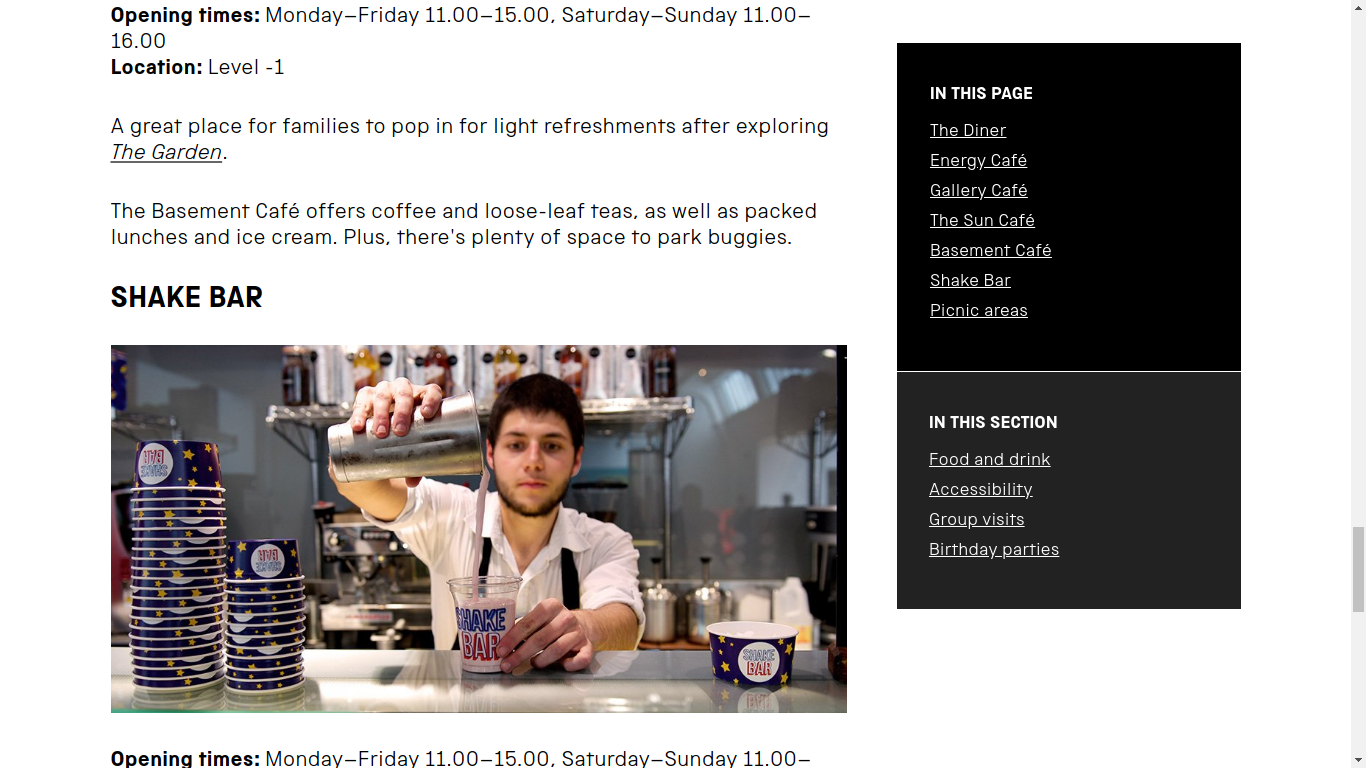 Opening times: Monday–Friday 11.00–15.00, Saturday–Sunday 11.00–
16.00
Location: Level -1
A great place for families to pop in for light refreshments after exploring
The Garden.
The Basement Café offers coffee and loose-leaf teas, as well as packed
lunches and ice cream. Plus, there's plenty of space to park buggies.
SHAKE BAR
SHAKE
BAR
SHAKE
BAR
SHAKE
BAR
SHAKE
BAR
Opening times: Monday–Friday 11.00–15.00, Saturday–Sunday 11.00–
IN THIS PAGE
The Diner
Energy Café
Gallery Café
The Sun Café
Basement Café
Shake Bar
Picnic areas
IN THIS SECTION
Food and drink
Accessibility
Group visits
Birthday parties